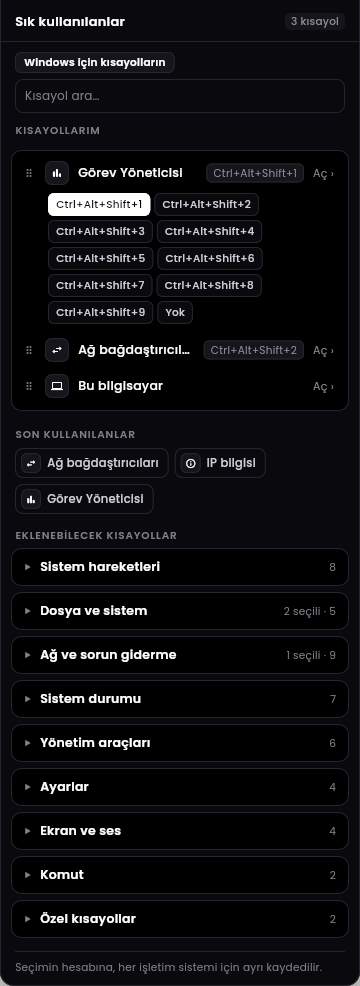 Sık kullanılanlar
3 kısayol
Windows için kısayolların
Kısayol ara…
KISAYOLLARIM
Görev Yöneticisi Ctrl+Alt+Shift+1 Aç ›
Ctrl+Alt+Shift+1 Ctrl+Alt+Shift+2
Ctrl+Alt+Shift+3 Ctrl+Alt+Shift+4
Ctrl+Alt+Shift+5 Ctrl+Alt+Shift+6
Ctrl+Alt+Shift+7 Ctrl+Alt+Shift+8
Ctrl+Alt+Shift+9 Yok
Ağ bağdaştırıcıl… Ctrl+Alt+Shift+2 Aç ›
Bu bilgisayar Aç ›
SON KULLANILANLAR
Ağ bağdaştırıcıları IP bilgisi
Görev Yöneticisi
EKLENEBİLECEK KISAYOLLAR
Sistem hareketleri 8
Dosya ve sistem 2 seçili · 5
Ağ ve sorun giderme 1 seçili · 9
Sistem durumu 7
Yönetim araçları 6
Ayarlar 4
Ekran ve ses 4
Komut 2
Özel kısayollar 2
Seçimin hesabına, her işletim sistemi için ayrı kaydedilir.